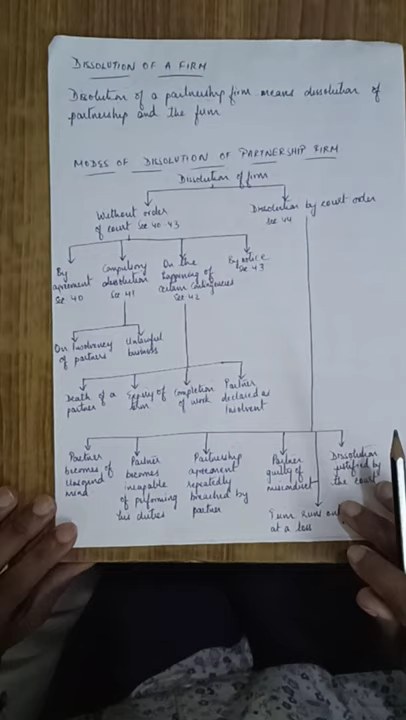 DISSOLUTION OF A FIRM
Dissolution of a partnership firm means dissolution of
partnership and the firm
MODES OF DISSOLUTION OF PARTNERSHIP FIRM
Dissolution of firm
Without order
of court Sec 40-43
Dissolution by court order
sec 44
By
agreement
Sec 40
Compulsory
dissolution
Sec 41
On the
happening of
certain contingencies
Sec 42
By notice
Sec 43
On Insolvency
of partners
Unlawful
business
Death of a
partner
Expiry of
Completion
of work
Partner
declared as
Insolvent
Partner
becomes of
Unsound
mind
Partner
becomes
incapable
of performing
his duties
Partnership
agreement
repeatedly
breached by
partner
Partner
guilty of
misconduct
Firm Runs
at a loss
Dissolution
justified by
the court